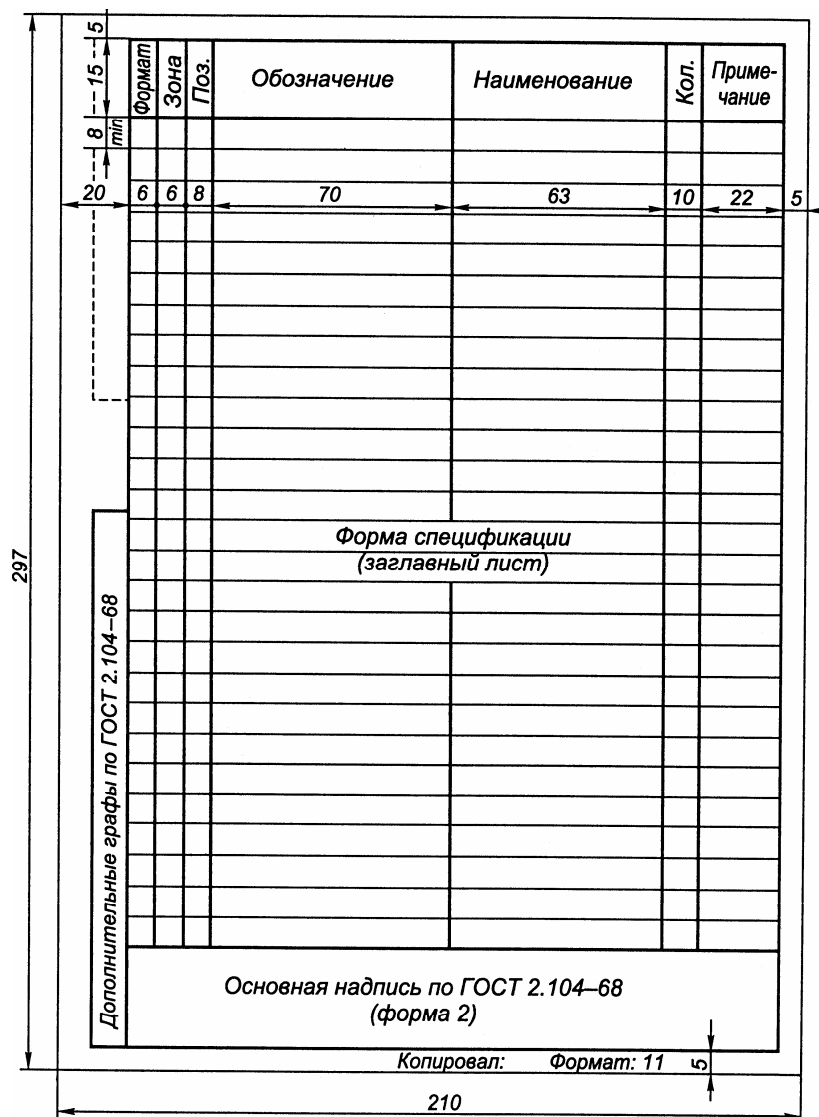 5
15
8
min
Формат
Зона
Поз.
Обозначение
Наименование
Кол.
Приме-
чание
20
6
6
8
70
63
10
22
5
297
Форма спецификации
(заглавный лист)
Дополнительные графы по ГОСТ 2.104–68
Основная надпись по ГОСТ 2.104–68
(форма 2)
Копировал: Формат: 11
5
210